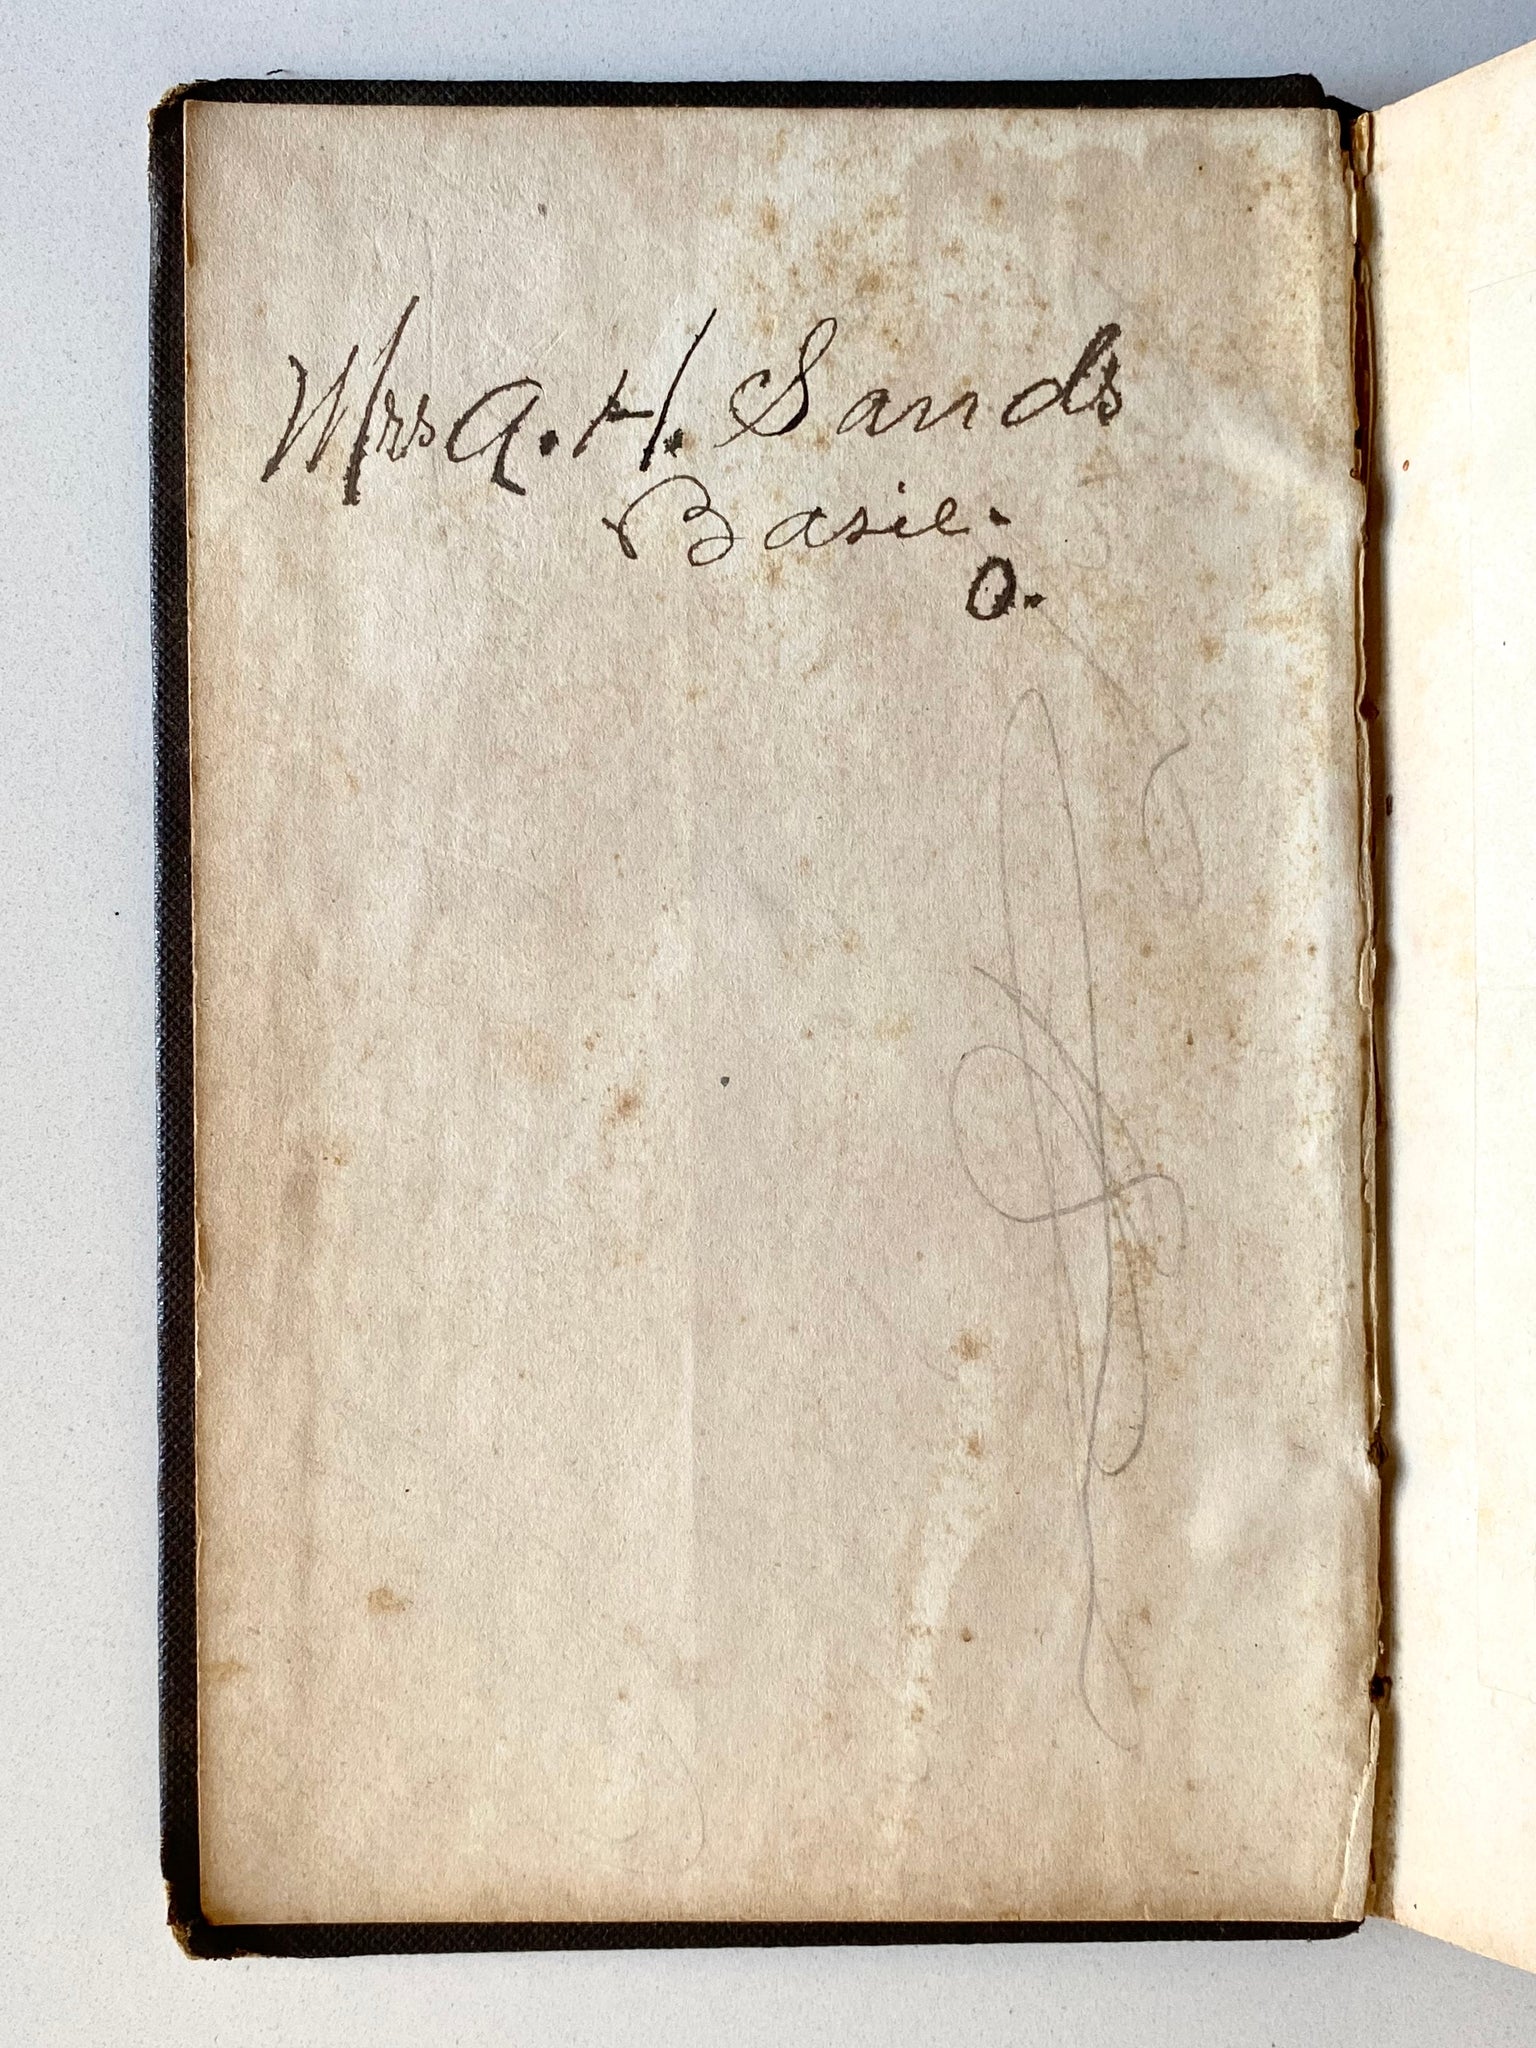 Mrs A. H. Sands
Basil.
O.